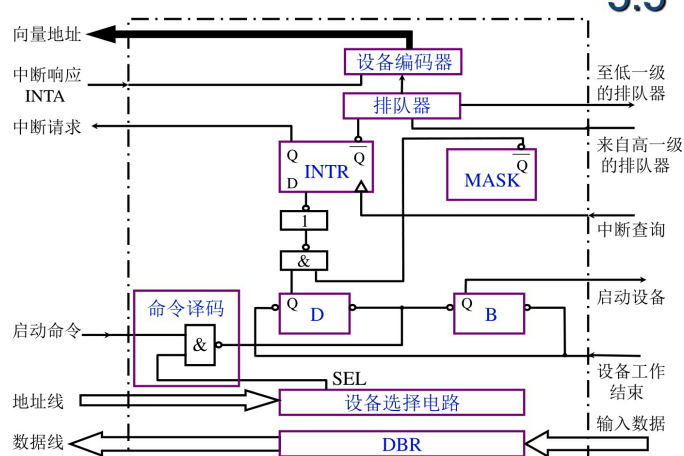 5.5
向量地址
设备编码器
中断响应
INTA
至低一级
的排队器
排队器
中断请求
来自高一级
的排队器
Q
Q
INTR
D
Q
MASK
1
中断查询
&
Q
D
Q
B
启动设备
命令译码
启动命令
&
设备工作
结束
SEL
地址线
设备选择电路
输入数据
数据线
DBR